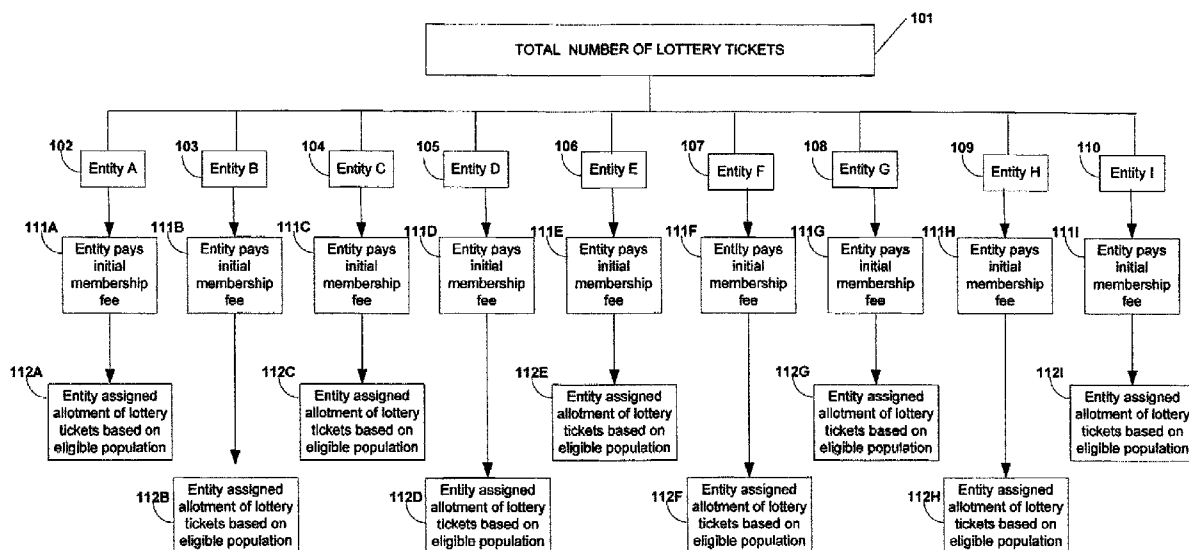 101
TOTAL NUMBER OF LOTTERY TICKETS
102
Entity A
103
Entity B
104
Entity C
105
Entity D
106
Entity E
107
Entity F
108
Entity G
109
Entity H
110
Entity I
111A
Entity pays
initial
membership
fee
111B
Entity pays
initial
membership
fee
111C
Entity pays
initial
membership
fee
111D
Entity pays
initial
membership
fee
111E
Entity pays
initial
membership
fee
111F
Entity pays
initial
membership
fee
111G
Entity pays
initial
membership
fee
111H
Entity pays
initial
membership
fee
111I
Entity pays
initial
membership
fee
112A
Entity assigned
allotment of lottery
tickets based on
eligible population
112C
Entity assigned
allotment of lottery
tickets based on
eligible population
112E
Entity assigned
allotment of lottery
tickets based on
eligible population
112G
Entity assigned
allotment of lottery
tickets based on
eligible population
112I
Entity assigned
allotment of lottery
tickets based on
eligible population
112B
Entity assigned
allotment of lottery
tickets based on
eligible population
112D
Entity assigned
allotment of lottery
tickets based on
eligible population
112F
Entity assigned
allotment of lottery
tickets based on
eligible population
112H
Entity assigned
allotment of lottery
tickets based on
eligible population